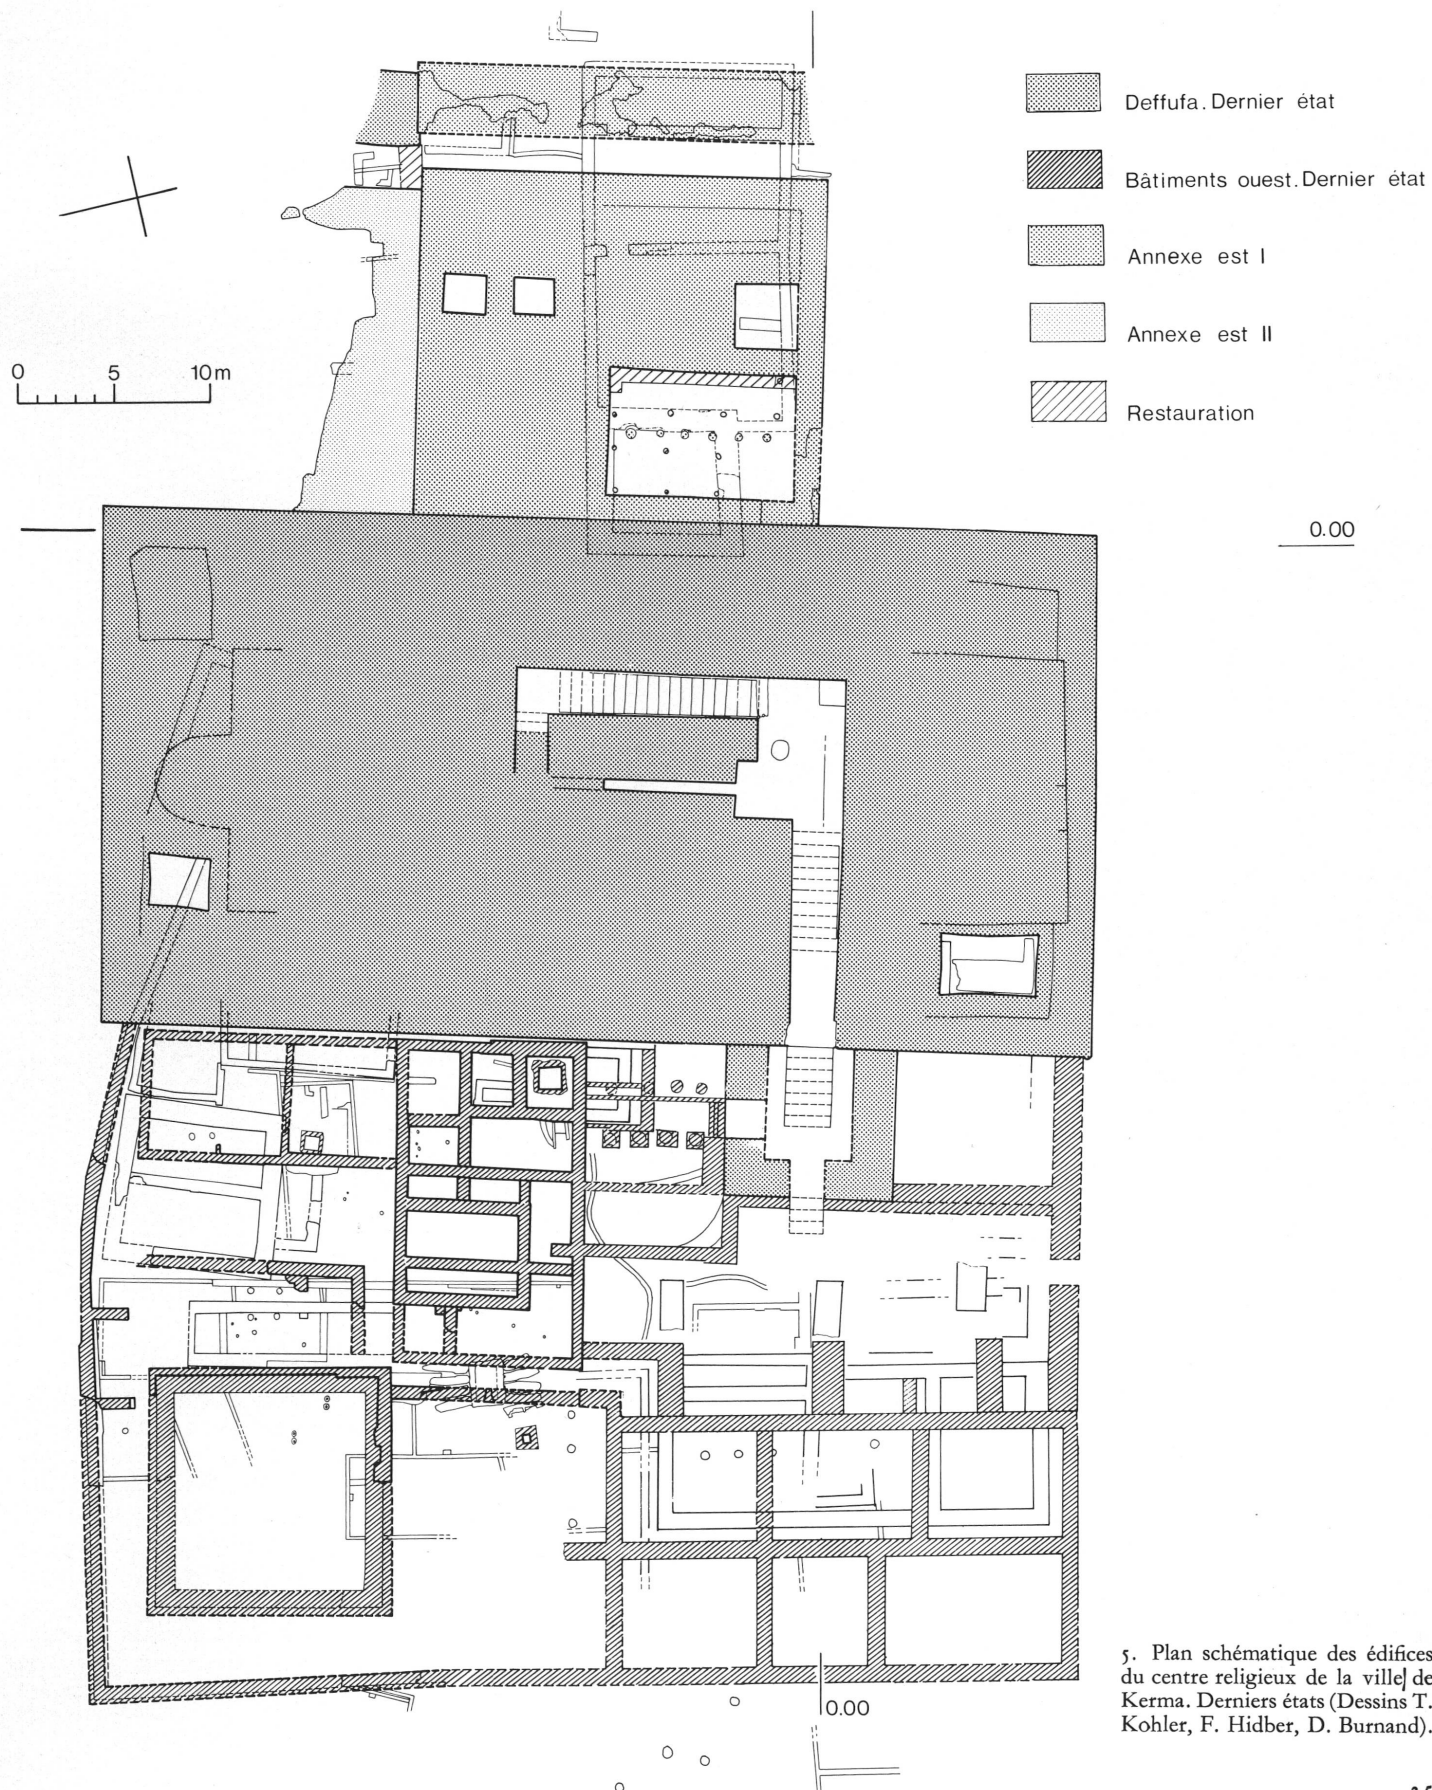 Deffufa. Dernier état
Bâtiments ouest. Dernier état
Annexe est I
Annexe est II
Restauration
0 5 10m
0.00
0.00
5. Plan schématique des édifices
du centre religieux de la ville de
Kerma. Derniers états (Dessins T.
Kohler, F. Hidber, D. Burnand).